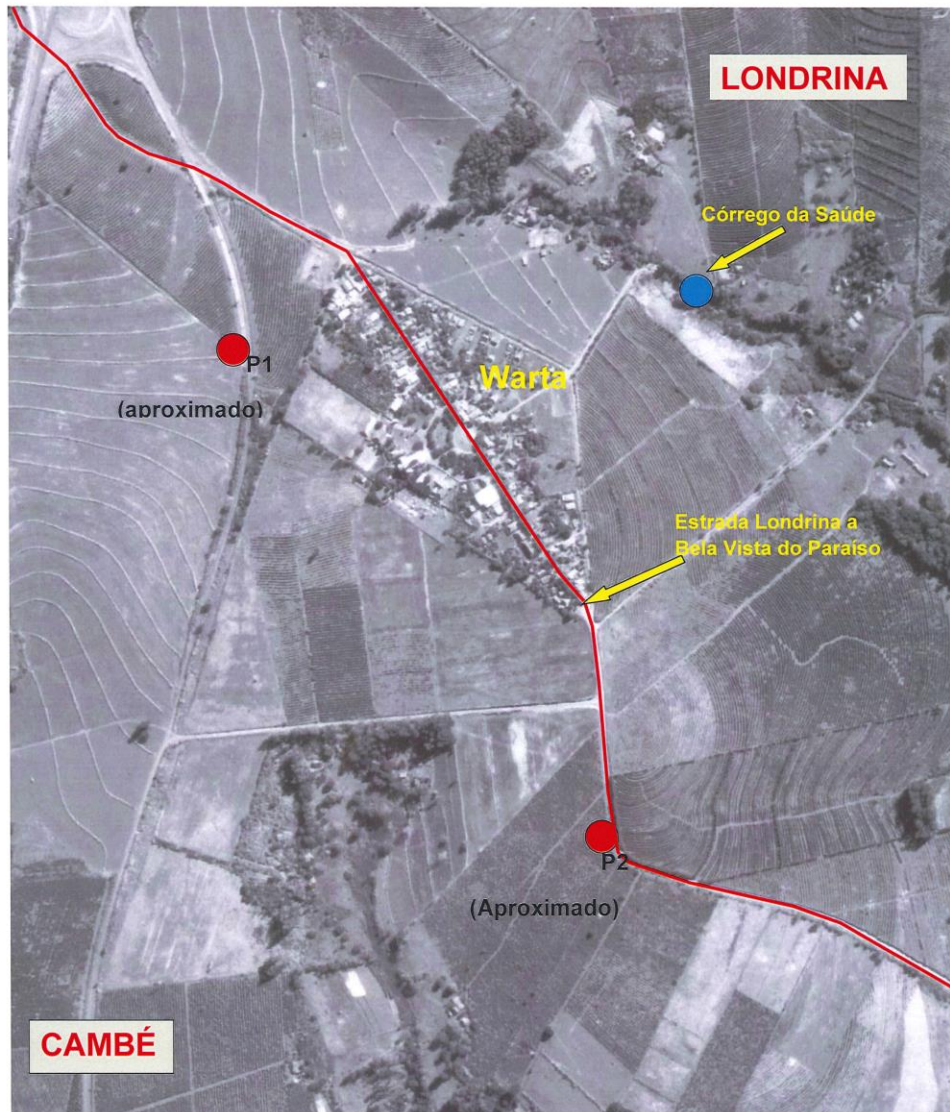 LONDRINA
Córrego da Saúde
Warta
P1
(aproximado)
Estrada Londrina a
Bela Vista do Paraíso
P2
(Aproximado)
CAMBÉ